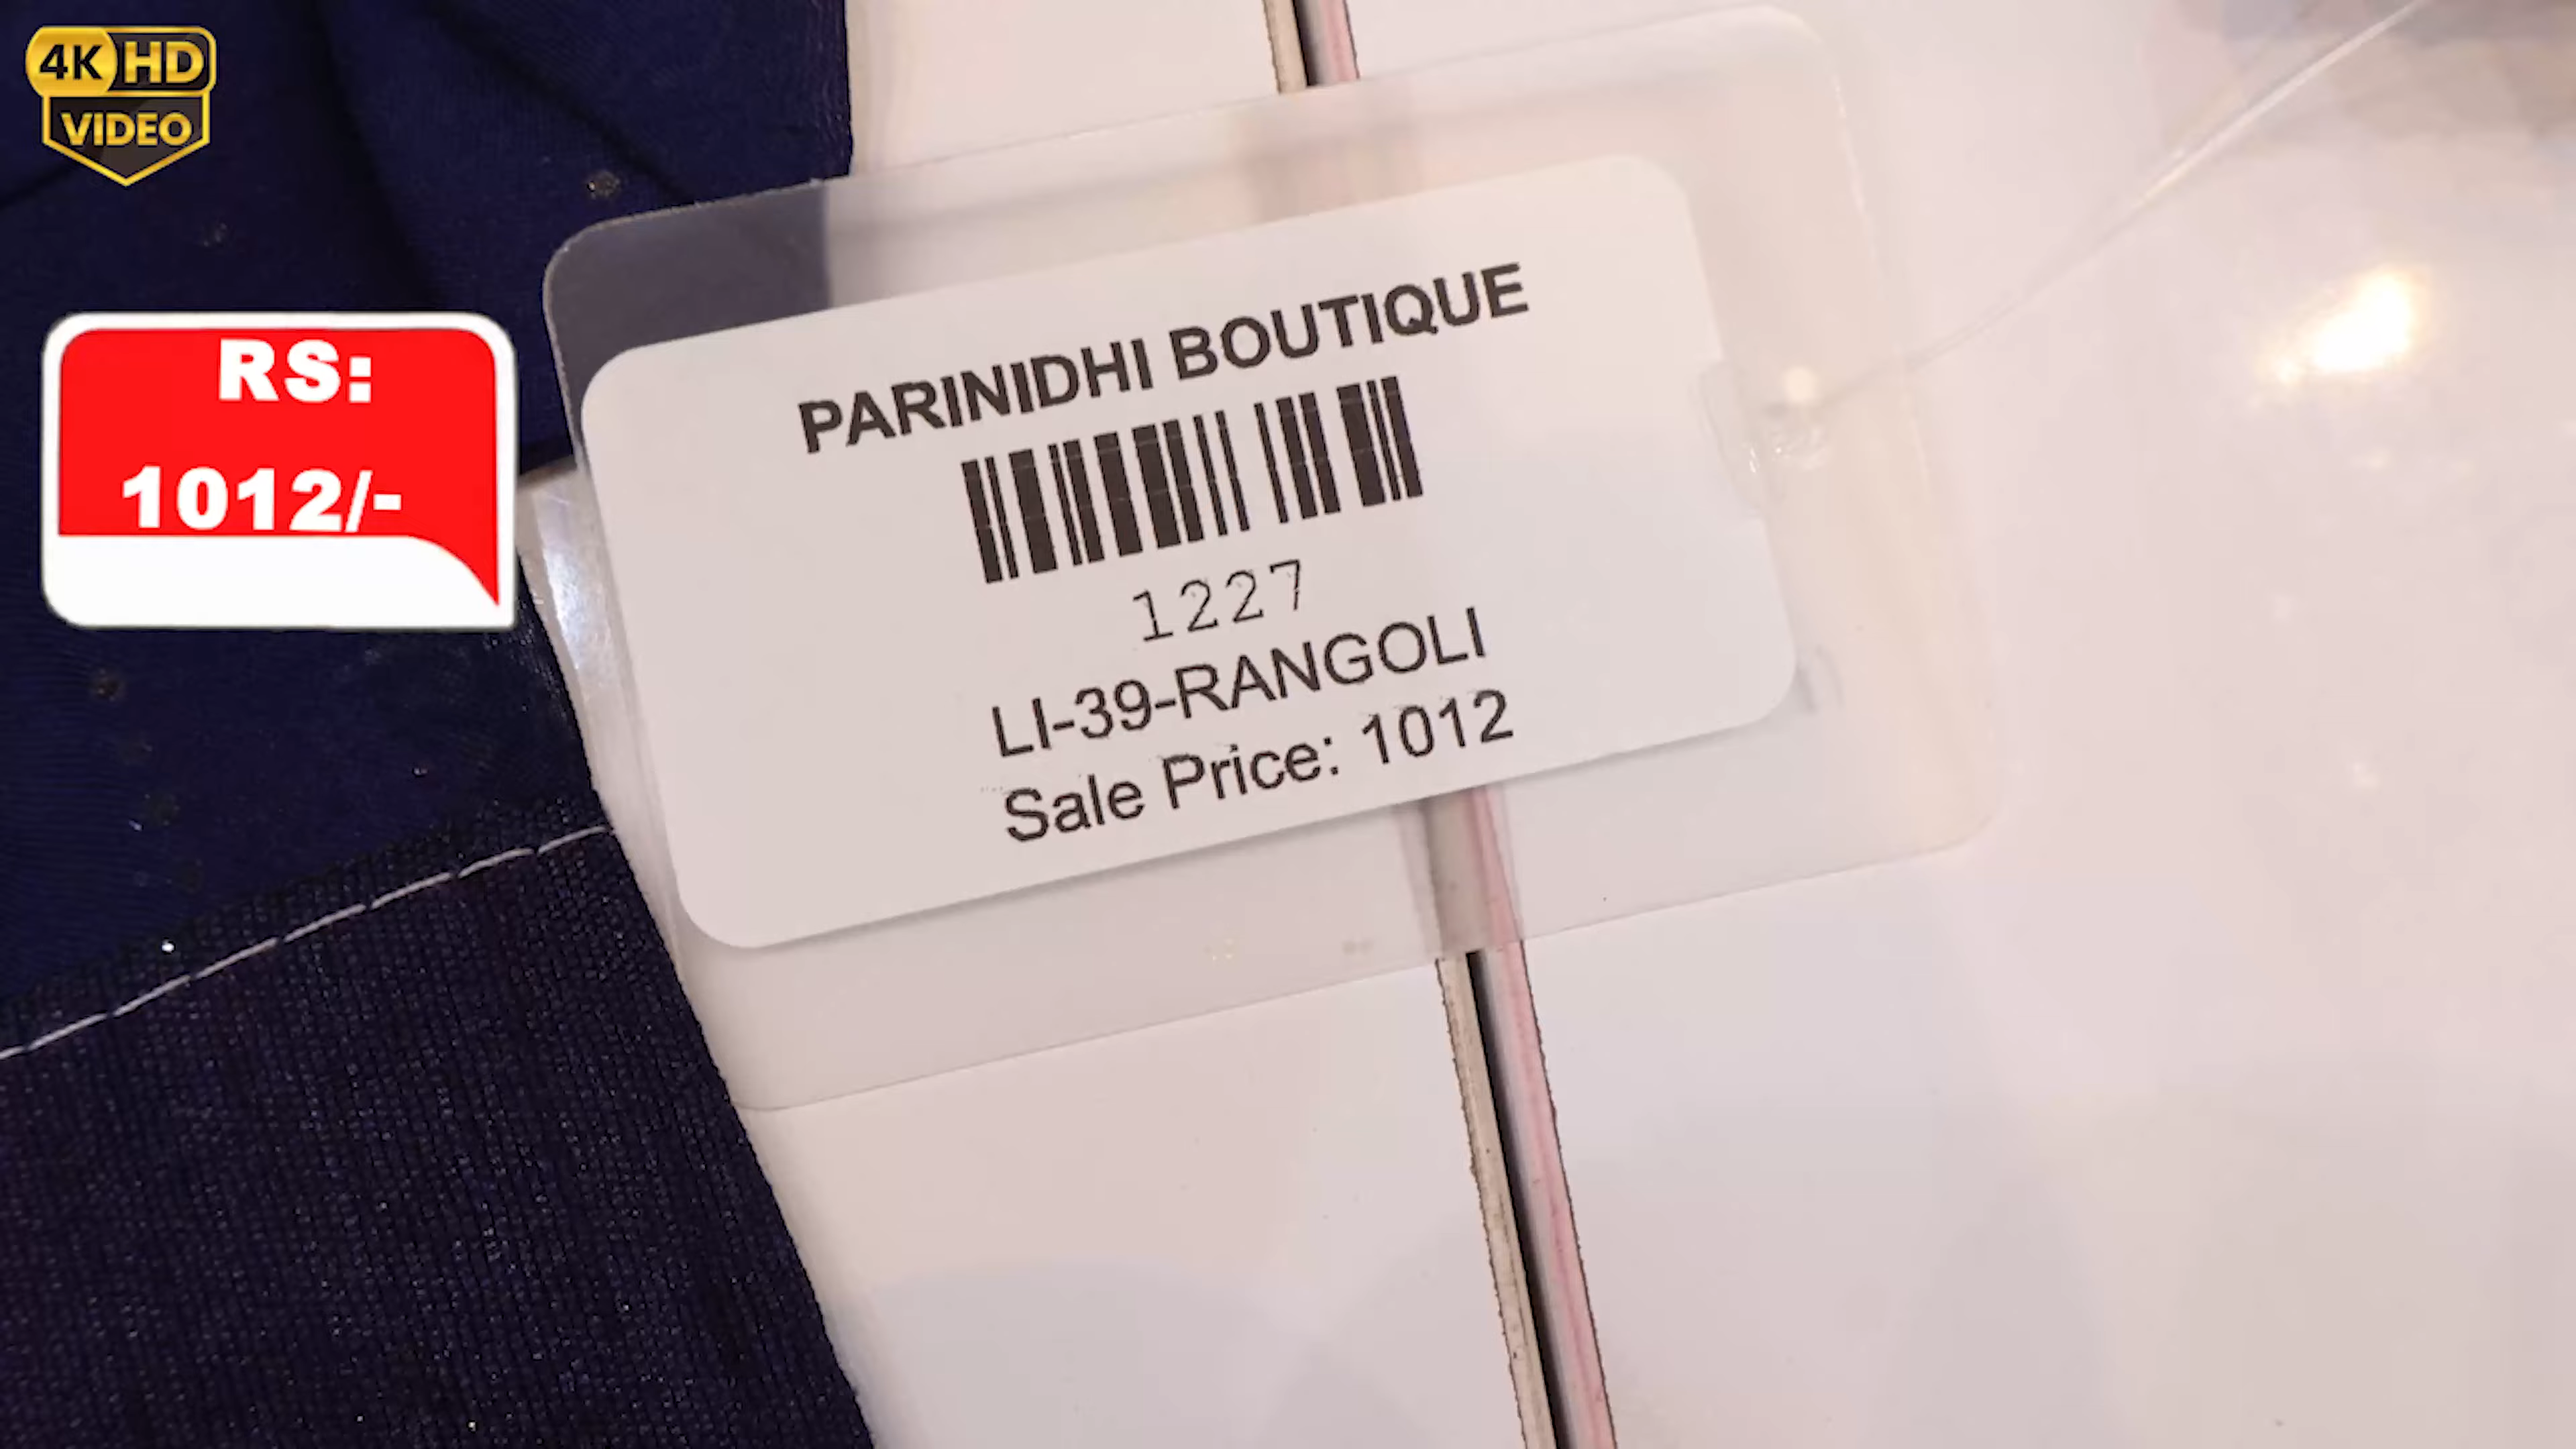 4K HD
VIDEO
RS:
1012/-
PARINIDHI BOUTIQUE
1227
LI-39-RANGOLI
Sale Price: 1012